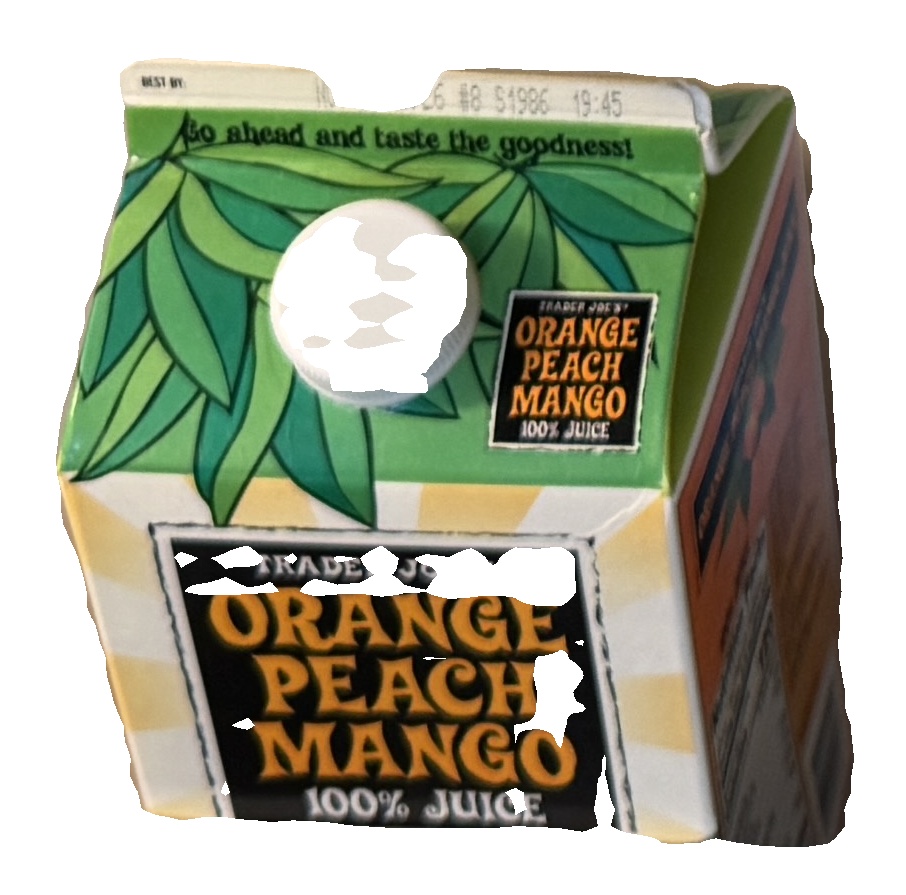 BEST BY:
#8 S1986 19:45
Go ahead and taste the goodness!
TRADER JOE'S
ORANGE
PEACH
MANGO
100% JUICE
ORANGE
PEACH
MANGO
100% JUICE